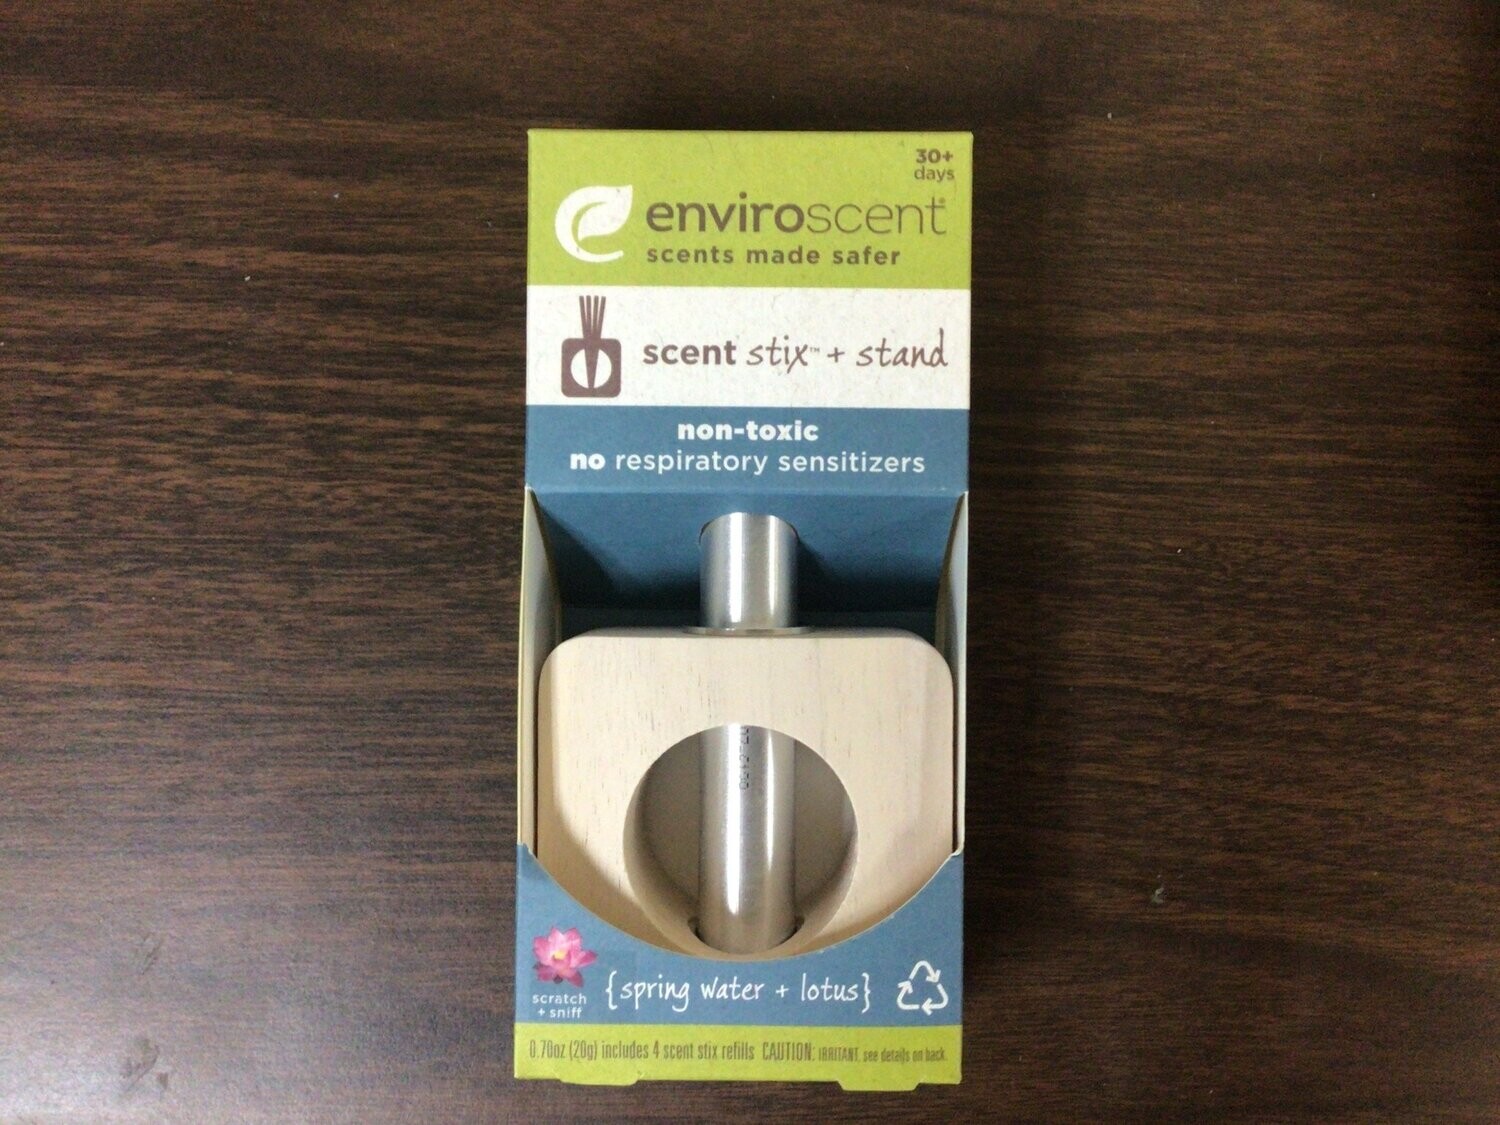 30+
days
enviroscent®
scents made safer
scent stix™ + stand
non-toxic
no respiratory sensitizers
scratch
+ sniff
{spring water + lotus}
0.70oz (20g) includes 4 scent stix refills CAUTION: IRRITANT, see details on back.